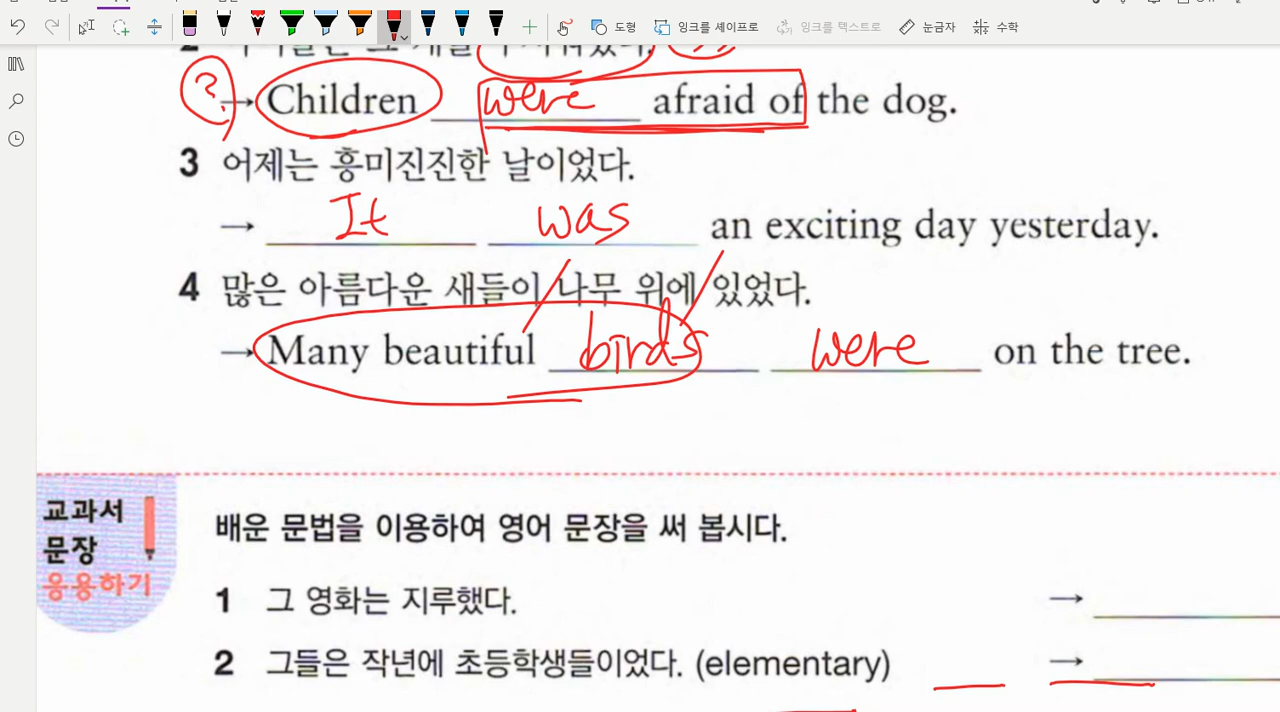 도형 잉크를 셰이프로 잉크를 텍스트로 눈금자 수학
? → Children were afraid of the dog.
3 어제는 흥미진진한 날이었다.
→ It was an exciting day yesterday.
4 많은 아름다운 새들이 / 나무 위에 / 있었다.
→ Many beautiful birds were on the tree.
교과서
문장
응용하기
배운 문법을 이용하여 영어 문장을 써 봅시다.
1 그 영화는 지루했다. →
2 그들은 작년에 초등학생들이었다. (elementary) →